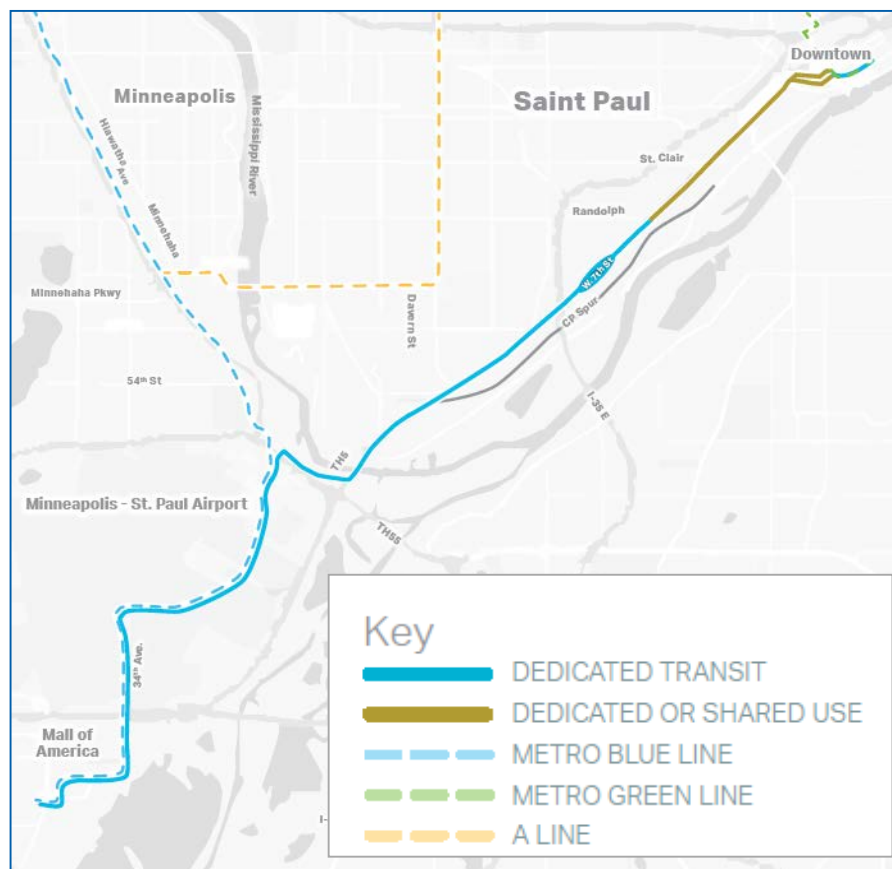 Downtown
Minneapolis
Saint Paul
Mississippi River
Hiawatha Ave
St. Clair
Minnehaha
Randolph
W. 7th St
Minnehaha Pkwy
CP Spur
Davern St
54th St
I-35 E
TH5
Minneapolis - St. Paul Airport
TH55
34th Ave.
Mall of
America
I-
Key
DEDICATED TRANSIT
DEDICATED OR SHARED USE
METRO BLUE LINE
METRO GREEN LINE
A LINE